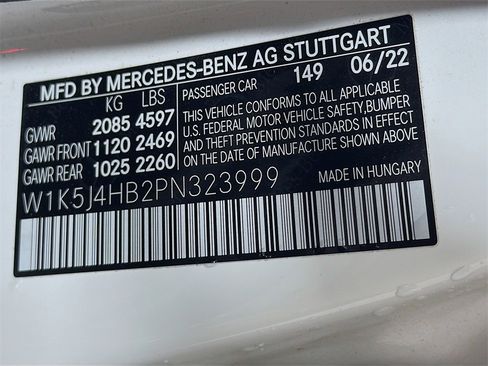 MFD BY MERCEDES-BENZ AG STUTTGART
KG LBS PASSENGER CAR 149 06/22
GVWR 2085 4597
GAWR FRONT 1120 2469
GAWR REAR 1025 2260
THIS VEHICLE CONFORMS TO ALL APPLICABLE
U.S. FEDERAL MOTOR VEHICLE SAFETY,BUMPER
AND THEFT PREVENTION STANDARDS IN EFFECT
ON THE DATE OF MANUFACTURE SHOWN ABOVE.
W1K5J4HB2PN323999 MADE IN HUNGARY